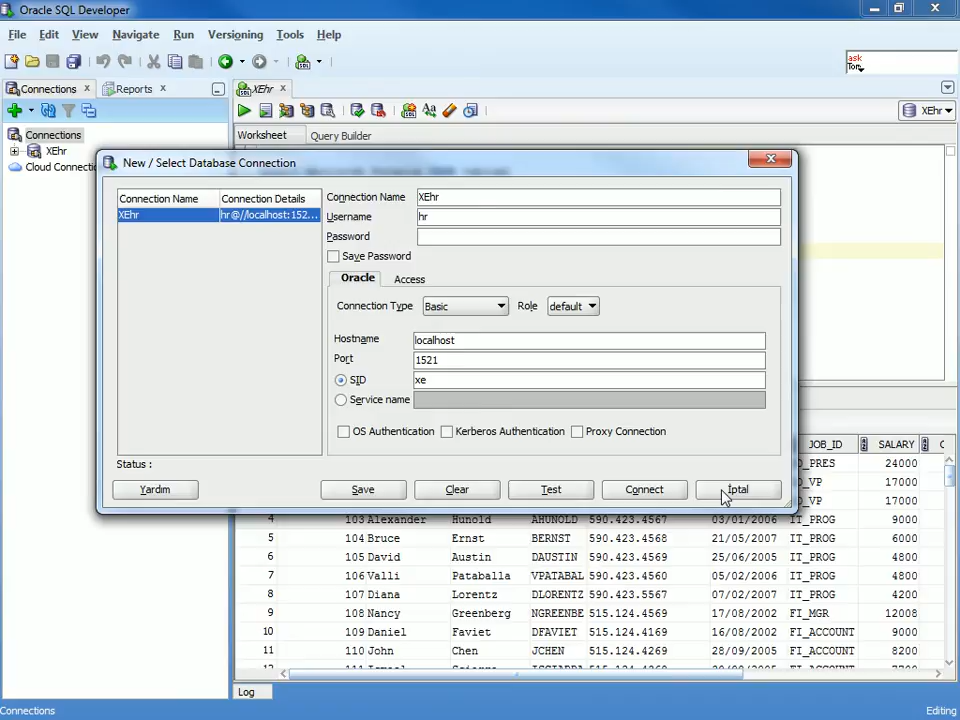 Oracle SQL Developer
File Edit View Navigate Run Versioning Tools Help
ask
Tom
Connections Reports XEhr
XEhr
Worksheet Query Builder
Connections
XEhr
Cloud Connecti
New / Select Database Connection
Connection Name Connection Details
XEhr hr@//localhost:152...
Connection Name XEhr
Username hr
Password
Save Password
Oracle Access
Connection Type Basic Role default
Hostname localhost
Port 1521
SID xe
Service name
OS Authentication Kerberos Authentication Proxy Connection
Status :
Yardım Save Clear Test Connect İptal
JOB_ID SALARY C
D_PRES 24000
D_VP 17000
D_VP 17000
4 103 Alexander Hunold AHUNOLD 590.423.4567 03/01/2006 IT_PROG 9000
5 104 Bruce Ernst BERNST 590.423.4568 21/05/2007 IT_PROG 6000
6 105 David Austin DAUSTIN 590.423.4569 25/06/2005 IT_PROG 4800
7 106 Valli Pataballa VPATABAL 590.423.4560 05/02/2006 IT_PROG 4800
8 107 Diana Lorentz DLORENTZ 590.423.5567 07/02/2007 IT_PROG 4200
9 108 Nancy Greenberg NGREENBE 515.124.4569 17/08/2002 FI_MGR 12008
10 109 Daniel Faviet DFAVIET 515.124.4169 16/08/2002 FI_ACCOUNT 9000
11 110 John Chen JCHEN 515.124.4269 28/09/2005 FI_ACCOUNT 8200
Log
Connections Editing